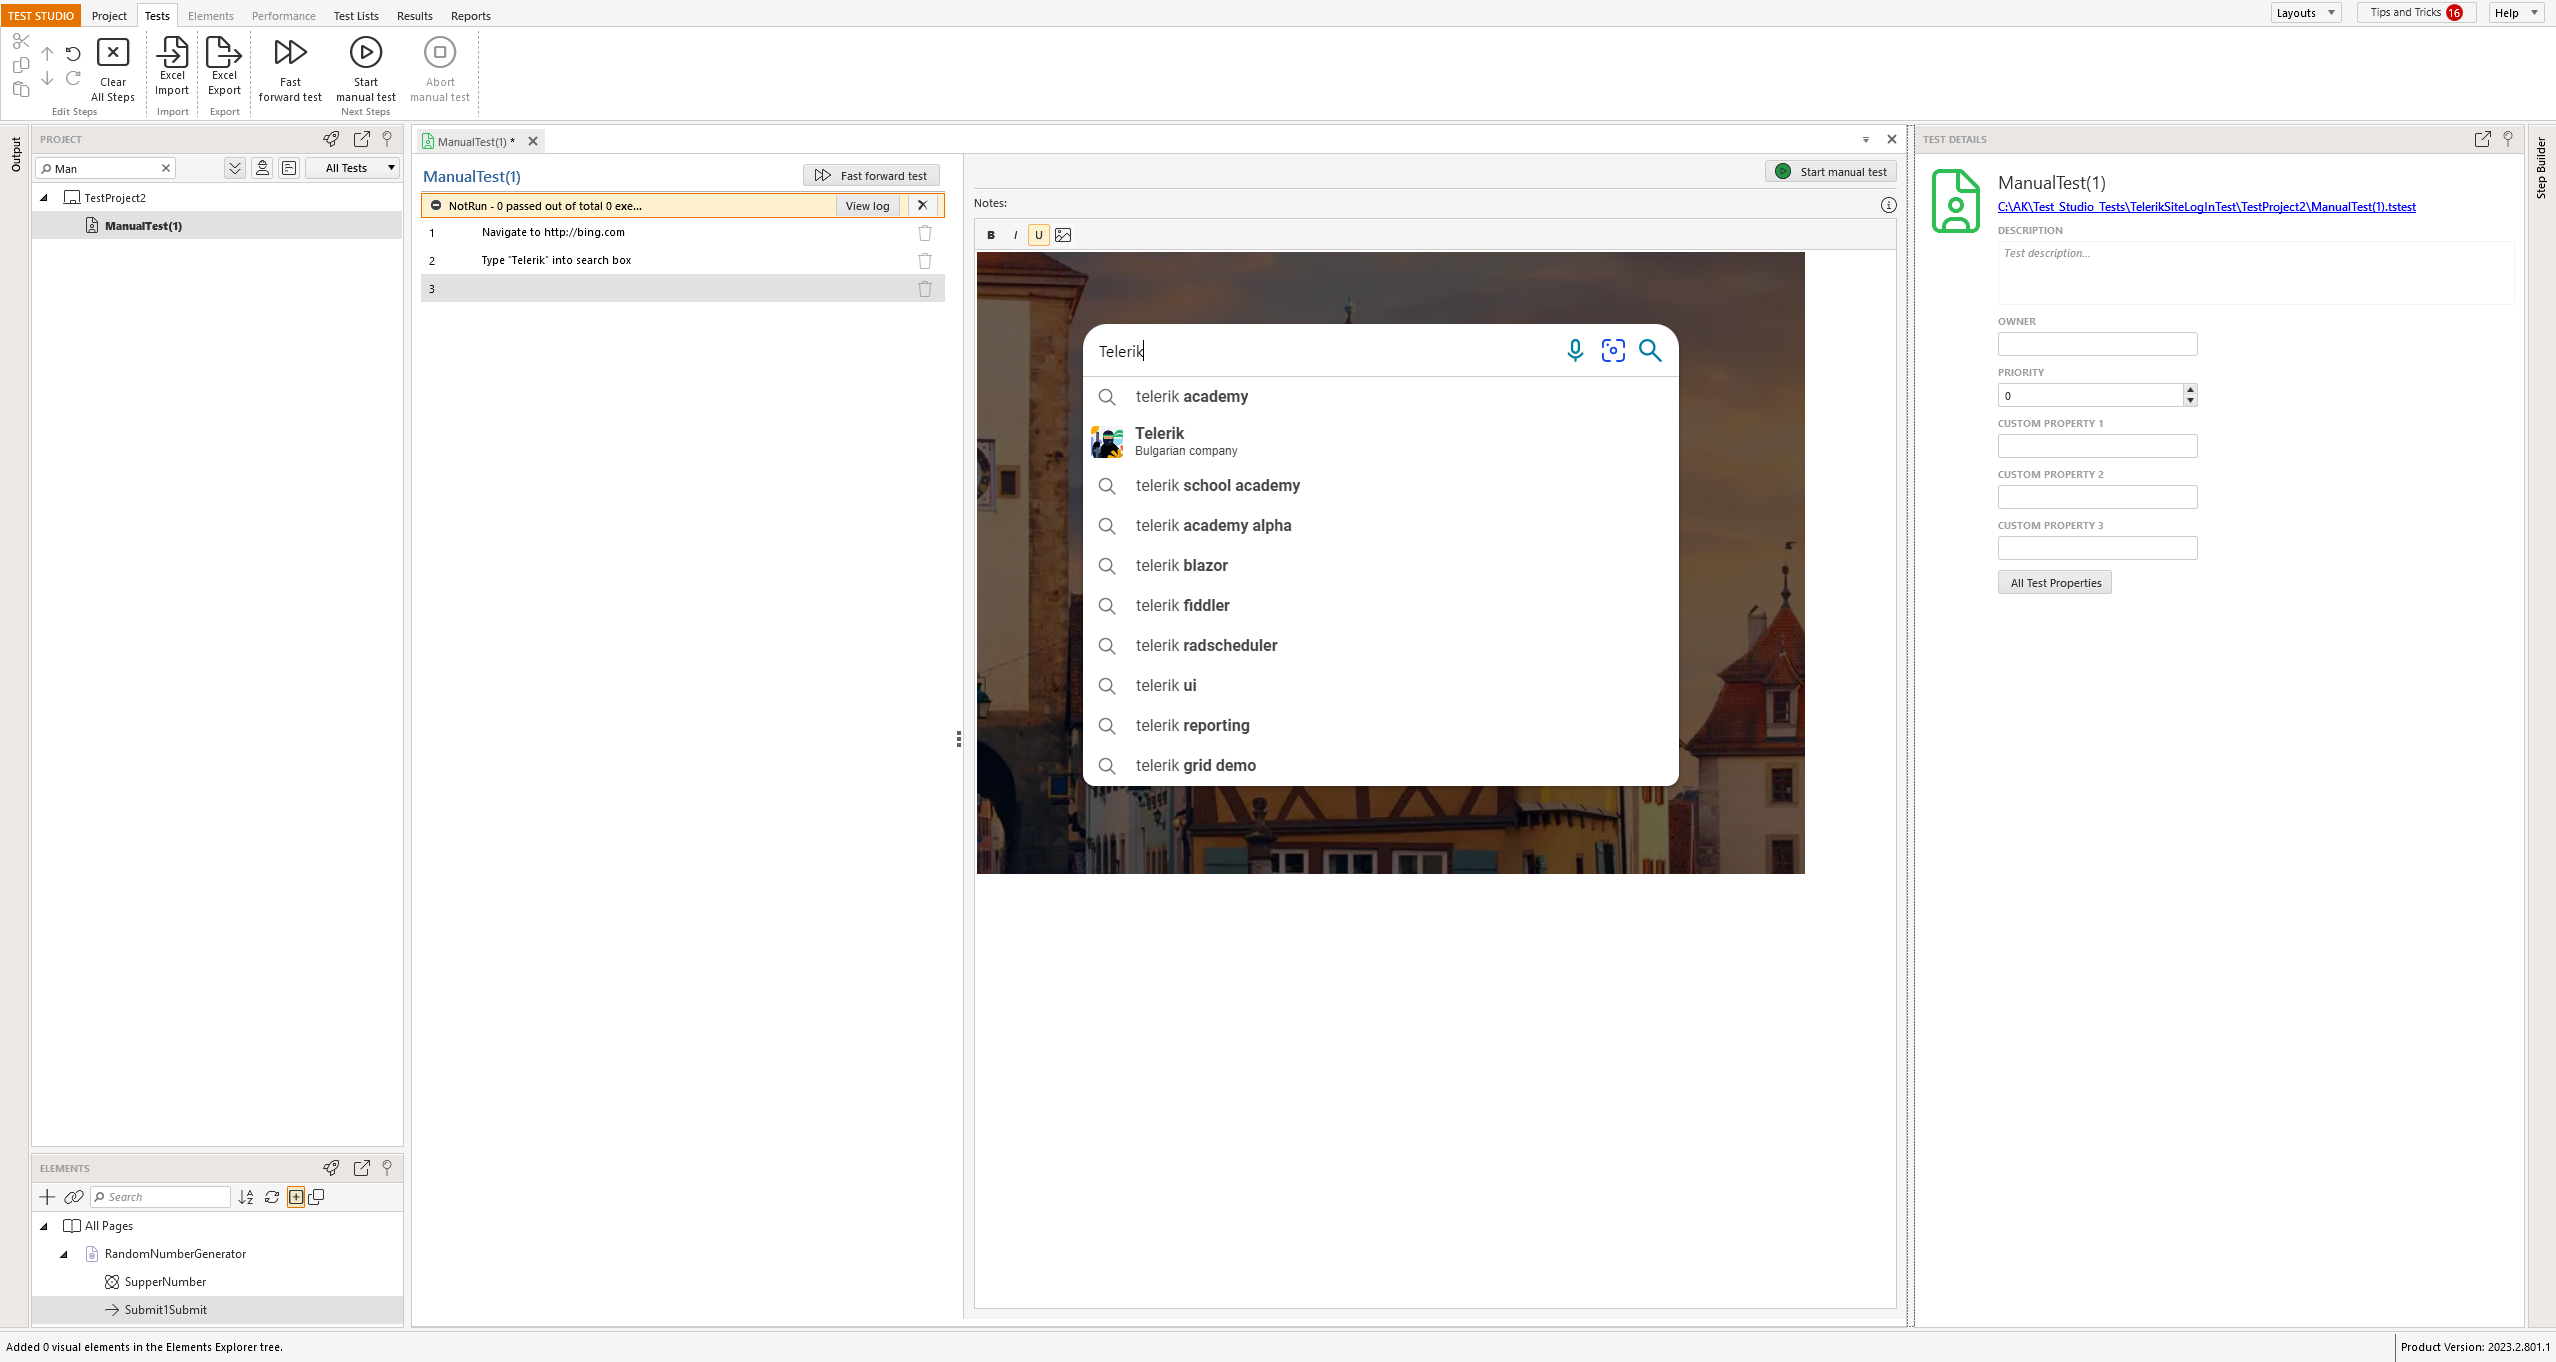 TEST STUDIO Project Tests Elements Performance Test Lists Results Reports Layouts Tips and Tricks 16 Help
Clear
All Steps
Edit Steps
Excel
Import
Import
Excel
Export
Export
Fast
forward test
Start
manual test
Abort
manual test
Next Steps
Output
PROJECT
Man
All Tests
TestProject2
ManualTest(1)
ELEMENTS
Search
All Pages
RandomNumberGenerator
SupperNumber
Submit1Submit
ManualTest(1) *
ManualTest(1)
Fast forward test
NotRun - 0 passed out of total 0 exe...
View log
1 Navigate to http://bing.com
2 Type "Telerik" into search box
3
Start manual test
Notes:
B I U
Telerik
telerik academy
Telerik
Bulgarian company
telerik school academy
telerik academy alpha
telerik blazor
telerik fiddler
telerik radscheduler
telerik ui
telerik reporting
telerik grid demo
TEST DETAILS
ManualTest(1)
C:\AK\Test_Studio_Tests\TelerikSiteLogInTest\TestProject2\ManualTest(1).tstest
DESCRIPTION
Test description...
OWNER
PRIORITY
0
CUSTOM PROPERTY 1
CUSTOM PROPERTY 2
CUSTOM PROPERTY 3
All Test Properties
Step Builder
Added 0 visual elements in the Elements Explorer tree.
Product Version: 2023.2.801.1